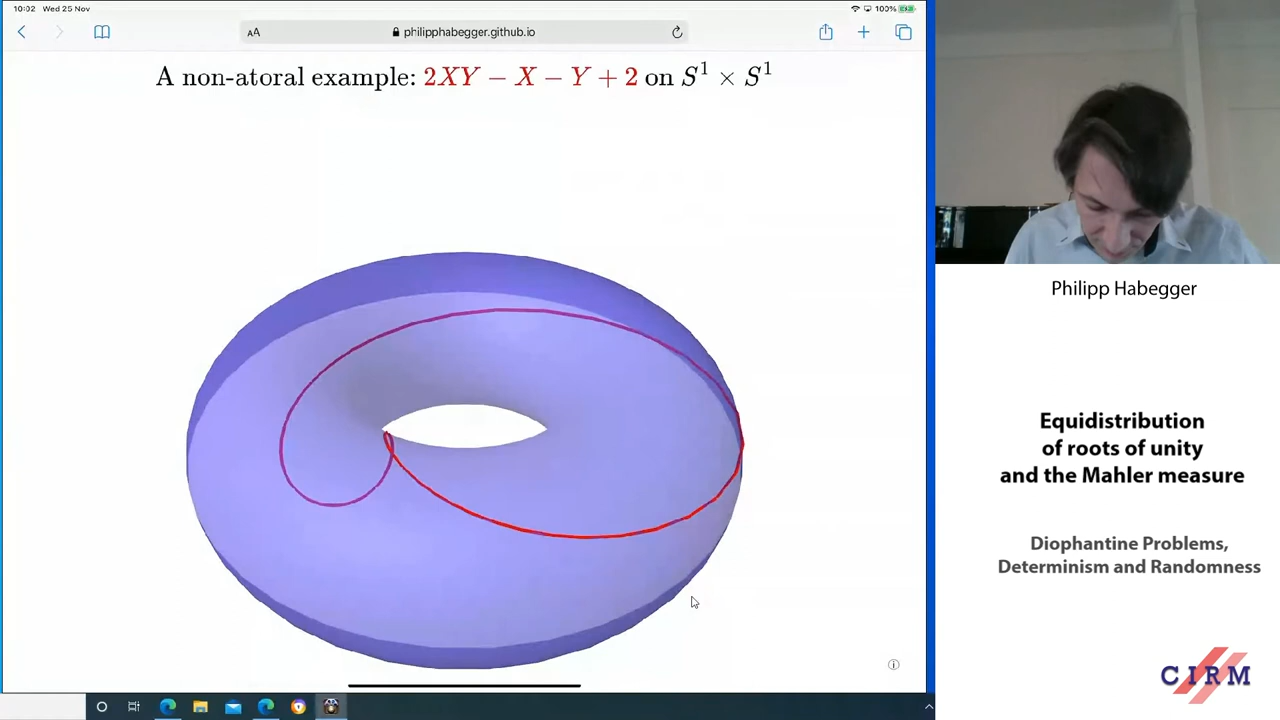 10:02 Wed 25 Nov
100%
AA
philipphabegger.github.io
A non-atoral example: 2XY − X − Y + 2 on S¹ × S¹
Philipp Habegger
Equidistribution
of roots of unity
and the Mahler measure
Diophantine Problems,
Determinism and Randomness
CIRM